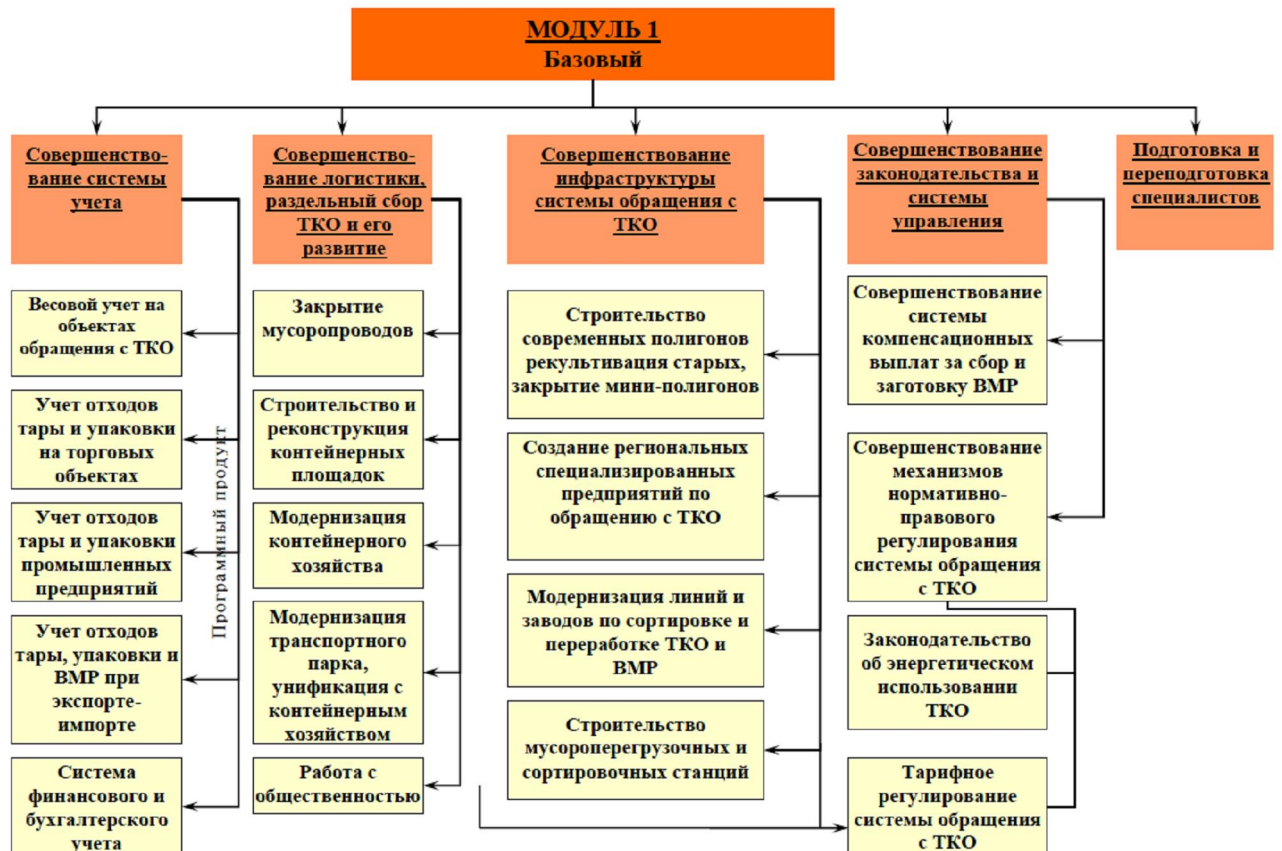 МОДУЛЬ 1
Базовый
Совершенство-
вание системы
учета
Весовой учет на
объектах
обращения с ТКО
Учет отходов
тары и упаковки
на торговых
объектах
Учет отходов
тары и упаковки
промышленных
предприятий
Учет отходов
тары, упаковки и
ВМР при
экспорте-
импорте
Система
финансового и
бухгалтерского
учета
Программный продукт
Совершенство-
вание логистики,
раздельный сбор
ТКО и его
развитие
Закрытие
мусоропроводов
Строительство и
реконструкция
контейнерных
площадок
Модернизация
контейнерного
хозяйства
Модернизация
транспортного
парка,
унификация с
контейнерным
хозяйством
Работа с
общественностью
Совершенствование
инфраструктуры
системы обращения с
ТКО
Строительство
современных полигонов
рекультивация старых,
закрытие мини-полигонов
Создание региональных
специализированных
предприятий по
обращению с ТКО
Модернизация линий и
заводов по сортировке и
переработке ТКО и
ВМР
Строительство
мусороперегрузочных и
сортировочных станций
Совершенствование
законодательства и
системы
управления
Совершенствование
системы
компенсационных
выплат за сбор и
заготовку ВМР
Совершенствование
механизмов
нормативно-
правового
регулирования
системы обращения
с ТКО
Законодательство
об энергетическом
использовании
ТКО
Тарифное
регулирование
системы обращения
с ТКО
Подготовка и
переподготовка
специалистов